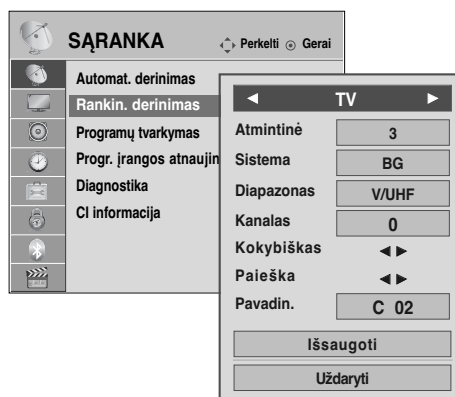 SĄRANKA
Perkelti
Gerai
Automat. derinimas
Rankin. derinimas
Programų tvarkymas
Progr. įrangos atnaujin
Diagnostika
CI informacija
TV
Atmintinė 3
Sistema BG
Diapazonas V/UHF
Kanalas 0
Kokybiškas
Paieška
Pavadin. C 02
Išsaugoti
Uždaryti